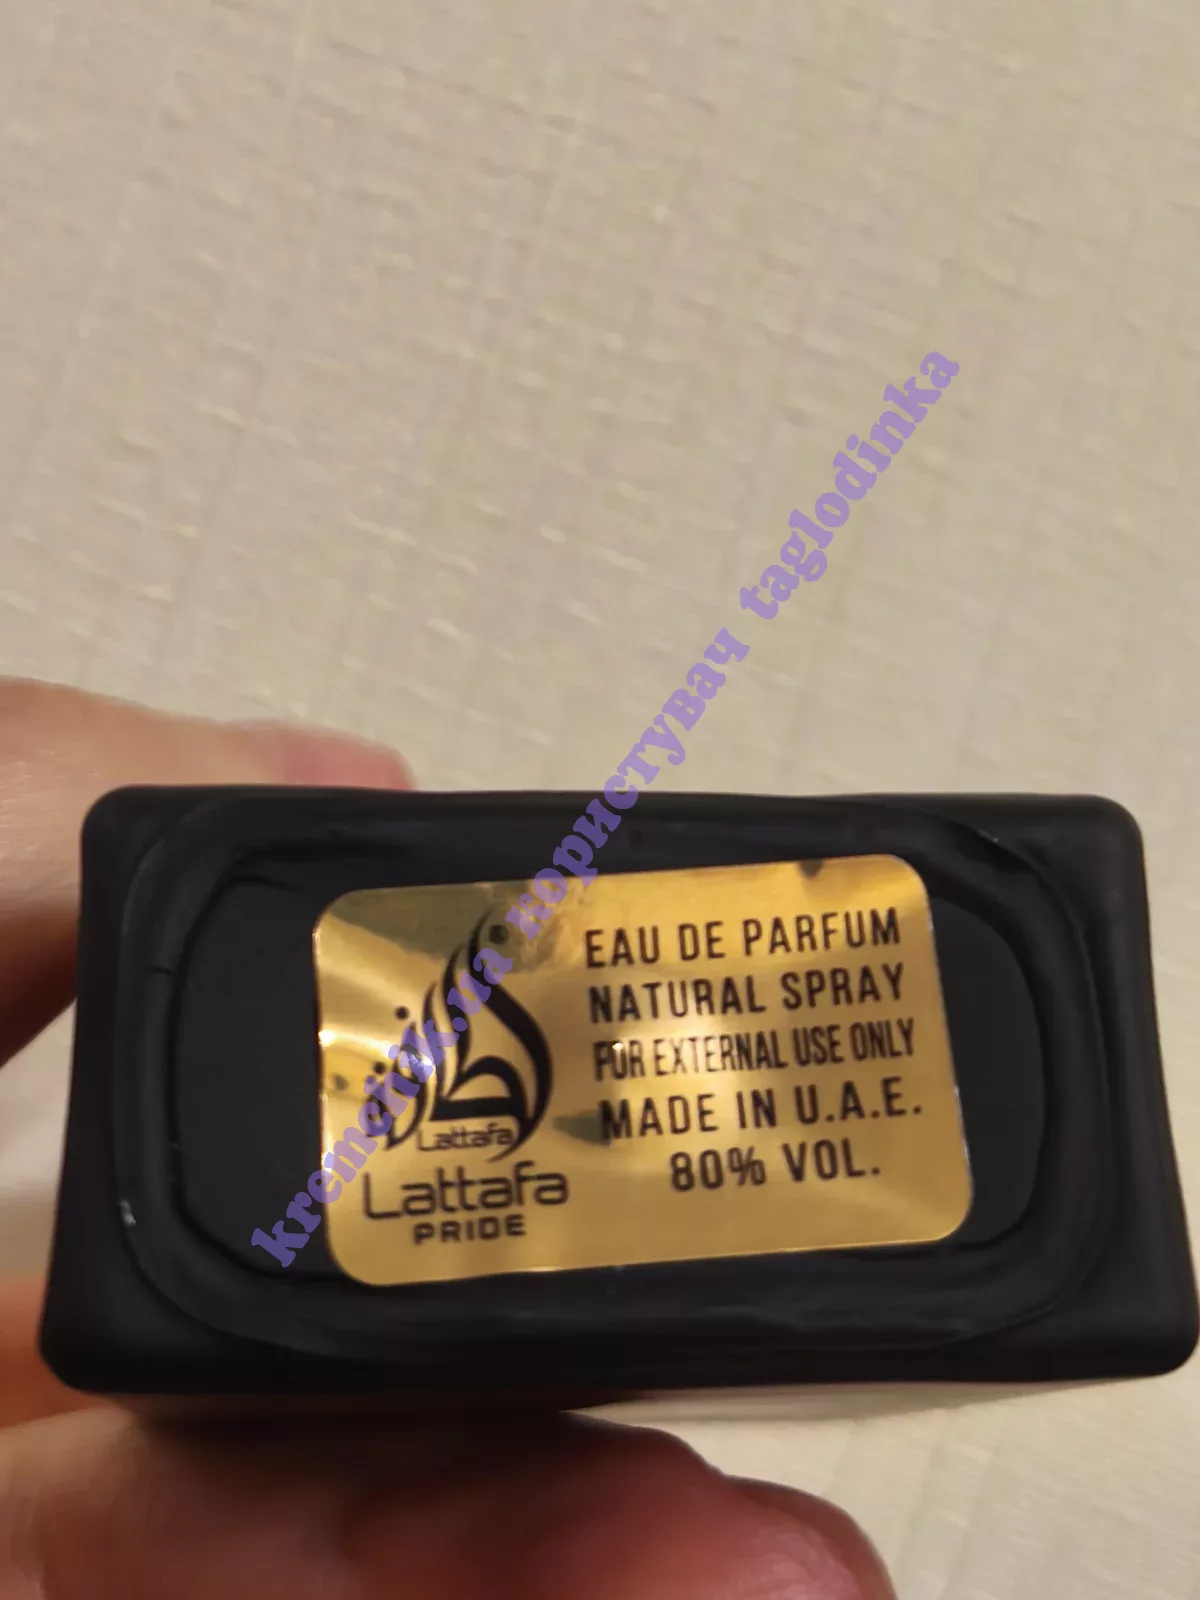 EAU DE PARFUM
NATURAL SPRAY
FOR EXTERNAL USE ONLY
MADE IN U.A.E.
80% VOL.
Lattafa
Lattafa
PRIDE
kremchik.ua користувач taglodinka